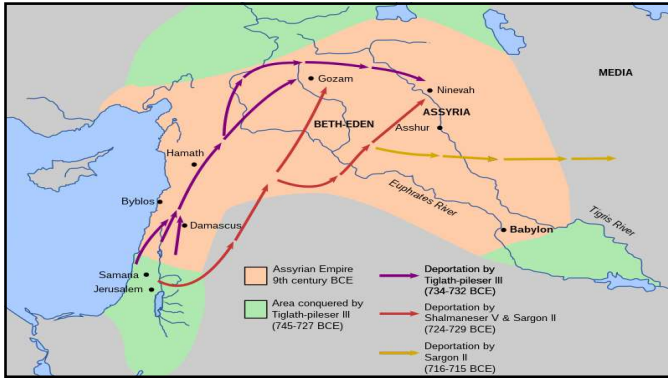 MEDIA
Gozam
Ninevah
ASSYRIA
BETH-EDEN
Asshur
Hamath
Byblos
Damascus
Euphrates River
Tigris River
Babylon
Samaria
Jerusalem
Assyrian Empire
9th century BCE
Area conquered by
Tiglath-pileser III
(745-727 BCE)
Deportation by
Tiglath-pileser III
(734-732 BCE)
Deportation by
Shalmaneser V & Sargon II
(724-729 BCE)
Deportation by
Sargon II
(716-715 BCE)